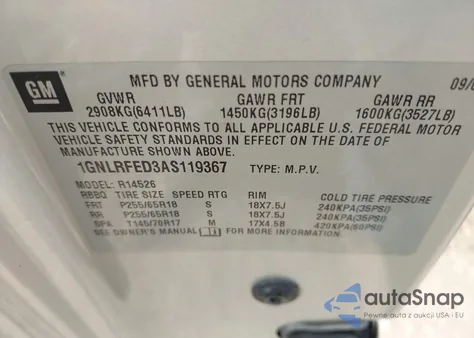 GM
MFD BY GENERAL MOTORS COMPANY 09/0
GVWR GAWR FRT GAWR RR
2908KG(6411LB) 1450KG(3196LB) 1600KG(3527LB)
THIS VEHICLE CONFORMS TO ALL APPLICABLE U.S. FEDERAL MOTOR
VEHICLE SAFETY STANDARDS IN EFFECT ON THE DATE OF
MANUFACTURE SHOWN ABOVE.
1GNLRFED3AS119367 TYPE: M.P.V.
MODEL: R14526
RBBQ TIRE SIZE SPEED RTG RIM COLD TIRE PRESSURE
FRT P255/65R18 S 18X7.5J 240KPA(35PSI)
RR P255/65R18 S 18X7.5J 240KPA(35PSI)
SPA T145/70R17 M 17X4.5B 420KPA(60PSI)
SEE OWNER'S MANUAL FOR MORE INFORMATION
autoSnap
Pewne auta z aukcji USA i EU